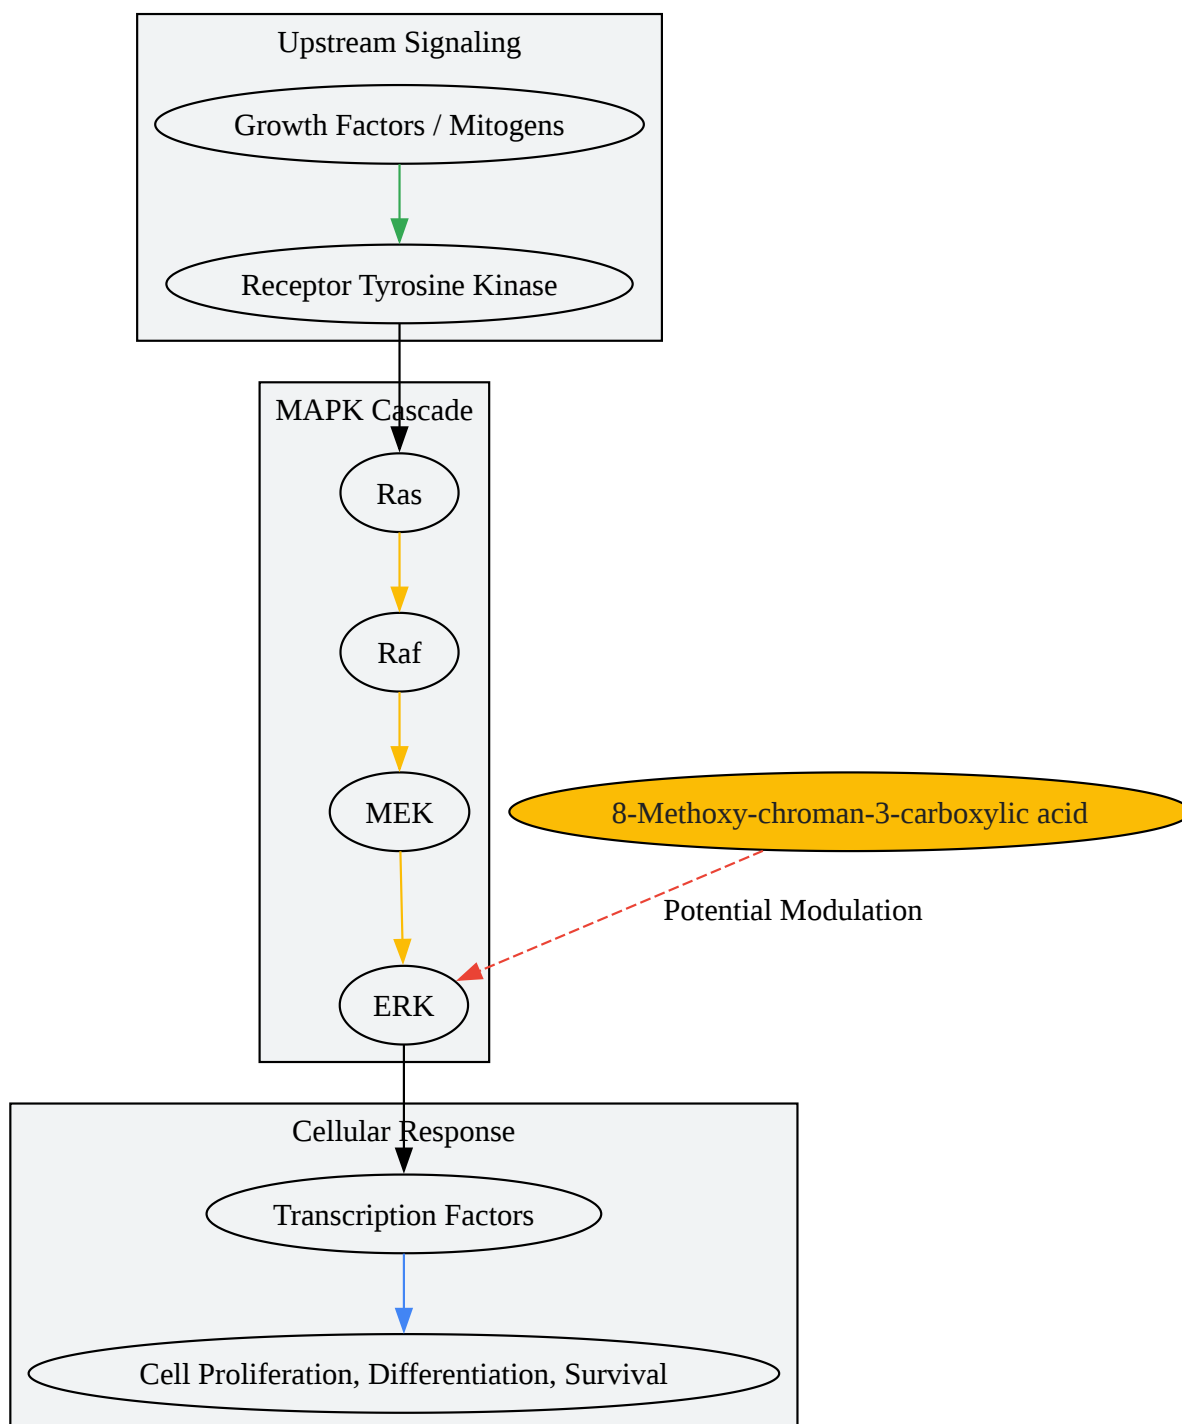 Upstream Signaling
Growth Factors / Mitogens
Receptor Tyrosine Kinase
MAPK Cascade
Ras
Raf
MEK
8-Methoxy-chroman-3-carboxylic acid
Potential Modulation
ERK
Cellular Response
Transcription Factors
Cell Proliferation, Differentiation, Survival